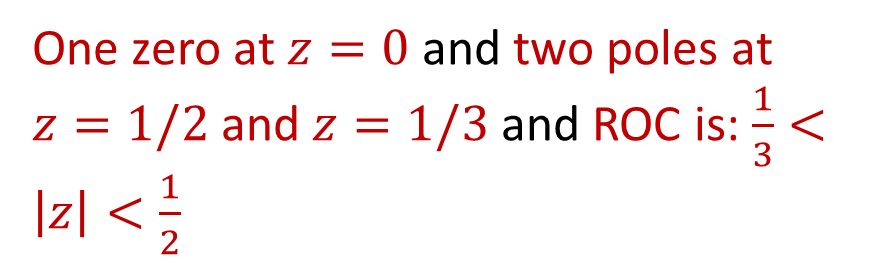 One zero at z = 0 and two poles at
z = 1/2 and z = 1/3 and ROC is: 1/3 <
|z| < 1/2